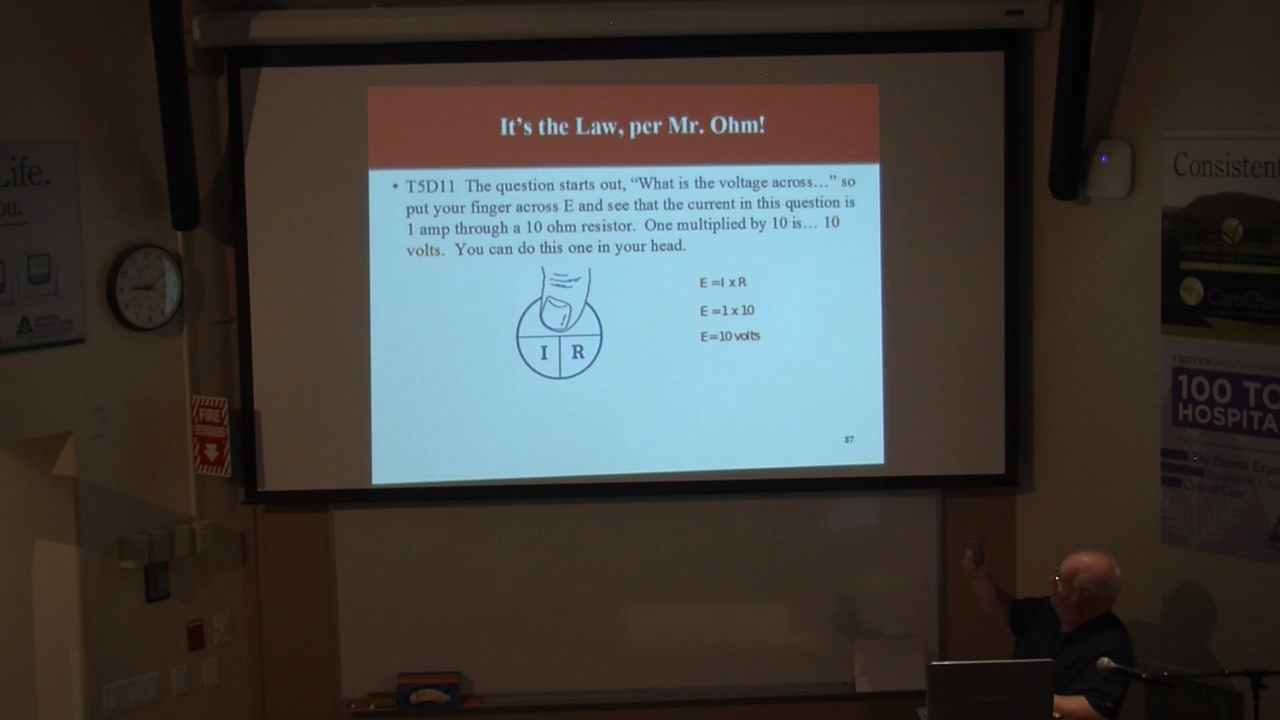 It's the Law, per Mr. Ohm!
• T5D11 The question starts out, “What is the voltage across…” so
put your finger across E and see that the current in this question is
1 amp through a 10 ohm resistor. One multiplied by 10 is… 10
volts. You can do this one in your head.
E =I x R
E =1 x 10
E=10 volts
I R
87
Life.
ou.
FIRE
Consisten
CareChe
100 TO
HOSPITA